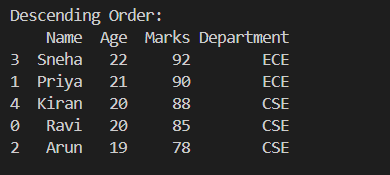 Descending Order:
Name Age Marks Department
3 Sneha 22 92 ECE
1 Priya 21 90 ECE
4 Kiran 20 88 CSE
0 Ravi 20 85 CSE
2 Arun 19 78 CSE